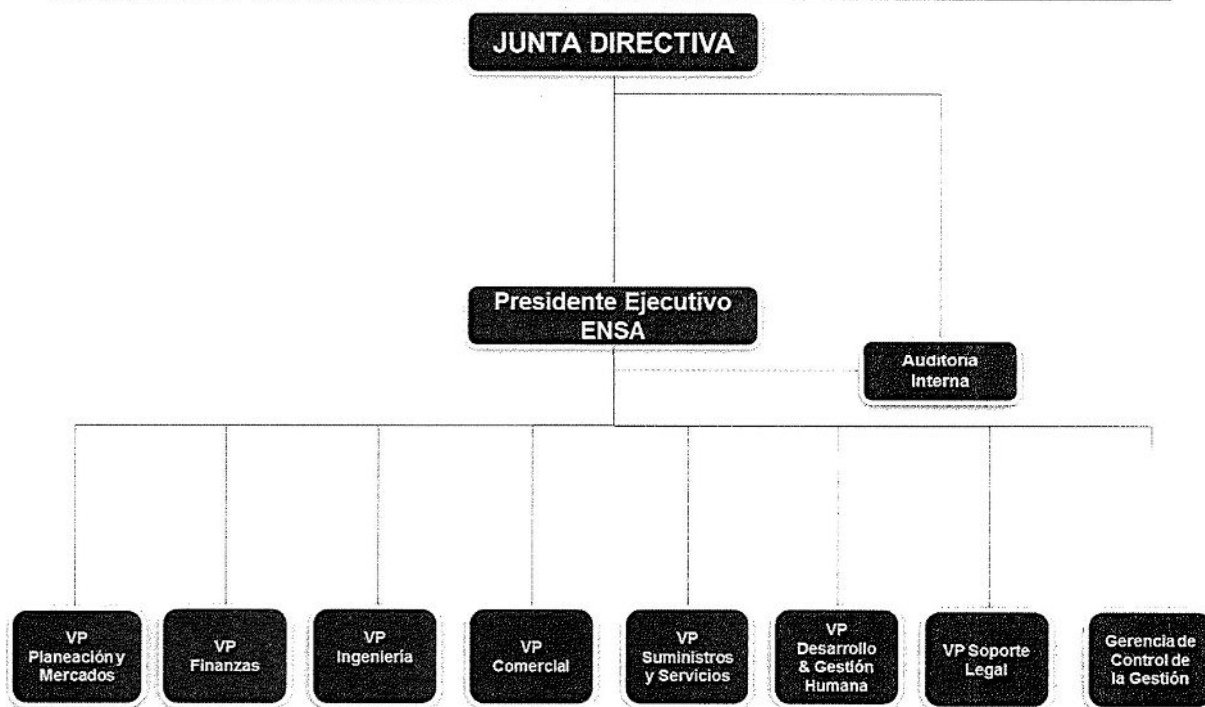 JUNTA DIRECTIVA
Presidente Ejecutivo
ENSA
Auditoria
Interna
VP
Planeación y
Mercados
VP
Finanzas
VP
Ingeniería
VP
Comercial
VP
Suministros
y Servicios
VP
Desarrollo
& Gestión
Humana
VP Soporte
Legal
Gerencia de
Control de
la Gestión